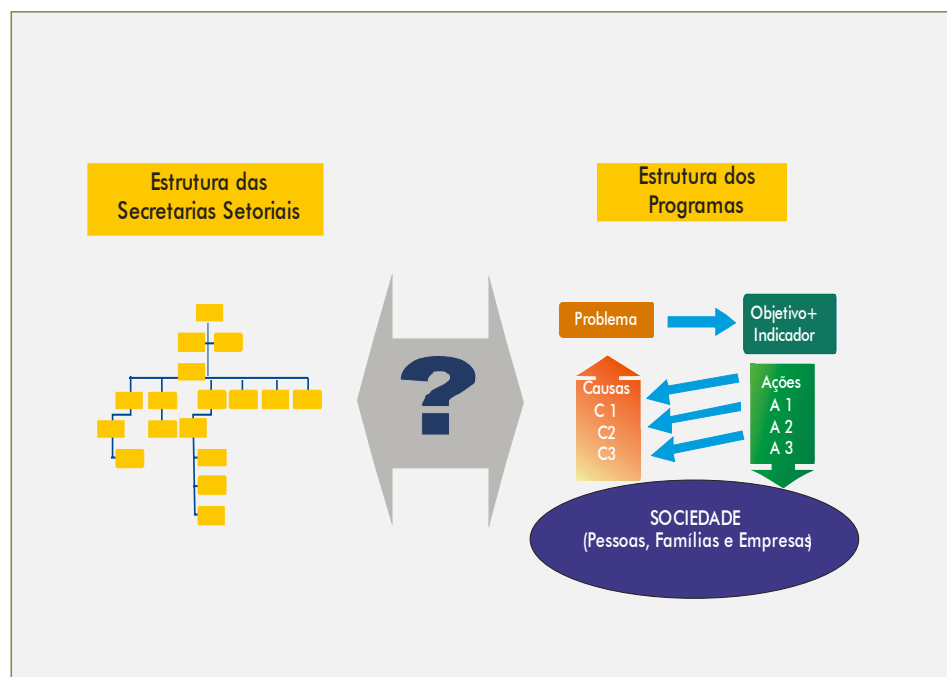 Estrutura das
Secretarias Setoriais
Estrutura dos
Programas
?
Problema
Objetivo+
Indicador
Causas
C 1
C2
C3
Ações
A 1
A 2
A 3
SOCIEDADE
(Pessoas, Famílias e Empresas)